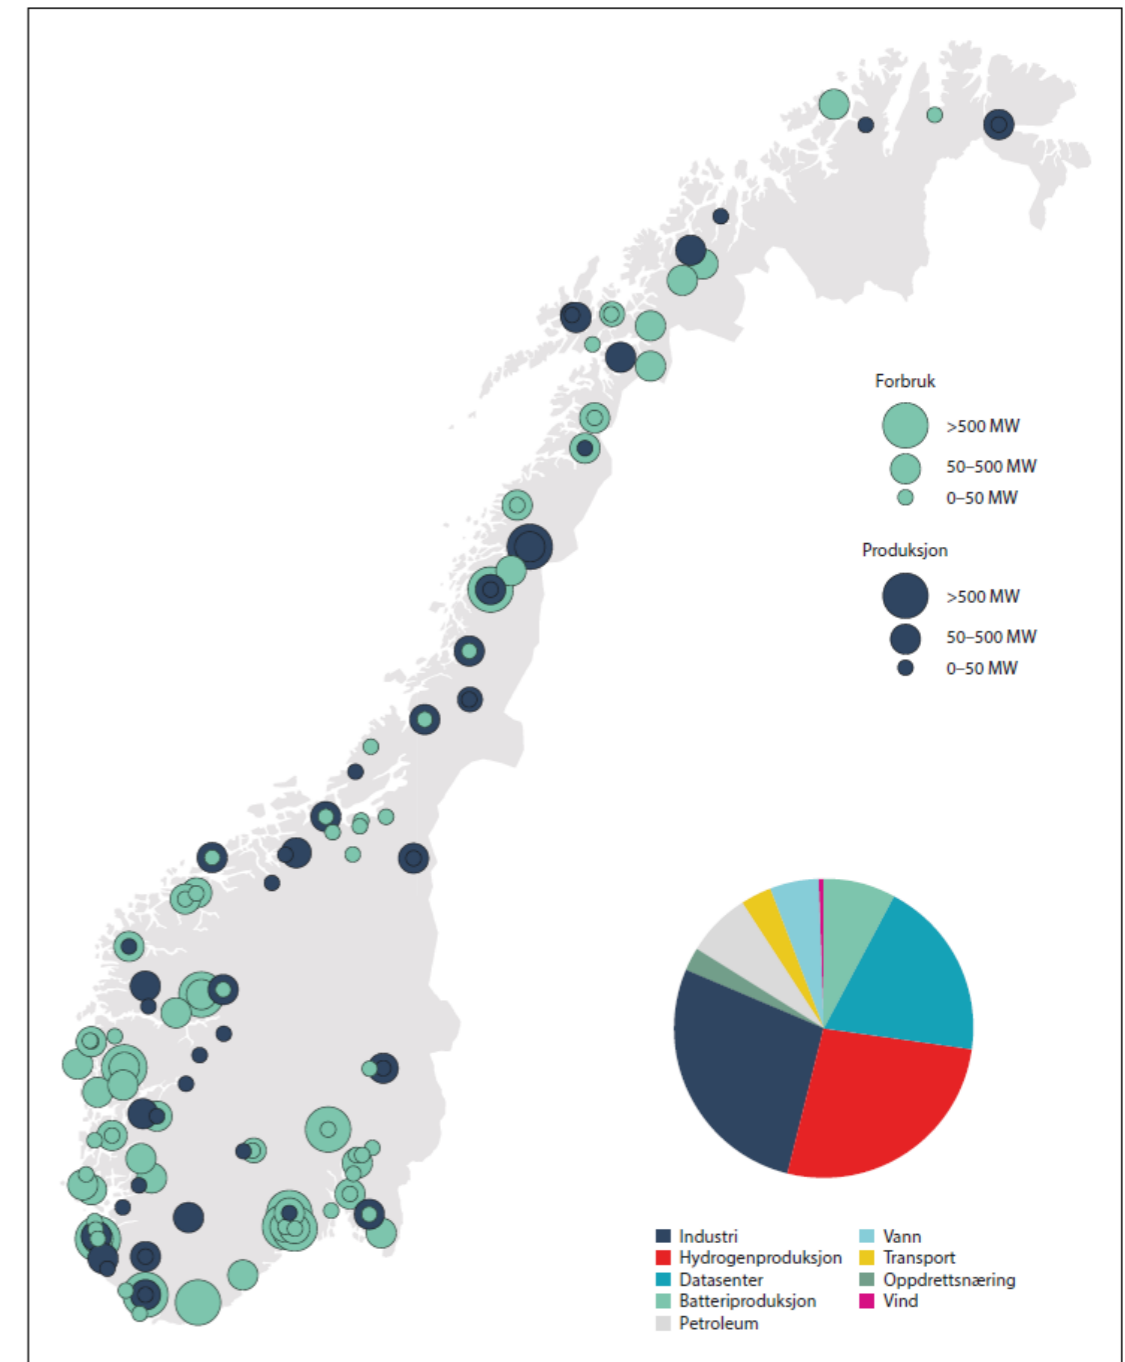 Forbruk
>500 MW
50–500 MW
0–50 MW
Produksjon
>500 MW
50–500 MW
0–50 MW
Industri
Hydrogenproduksjon
Datasenter
Batteriproduksjon
Petroleum
Vann
Transport
Oppdrettsnæring
Vind